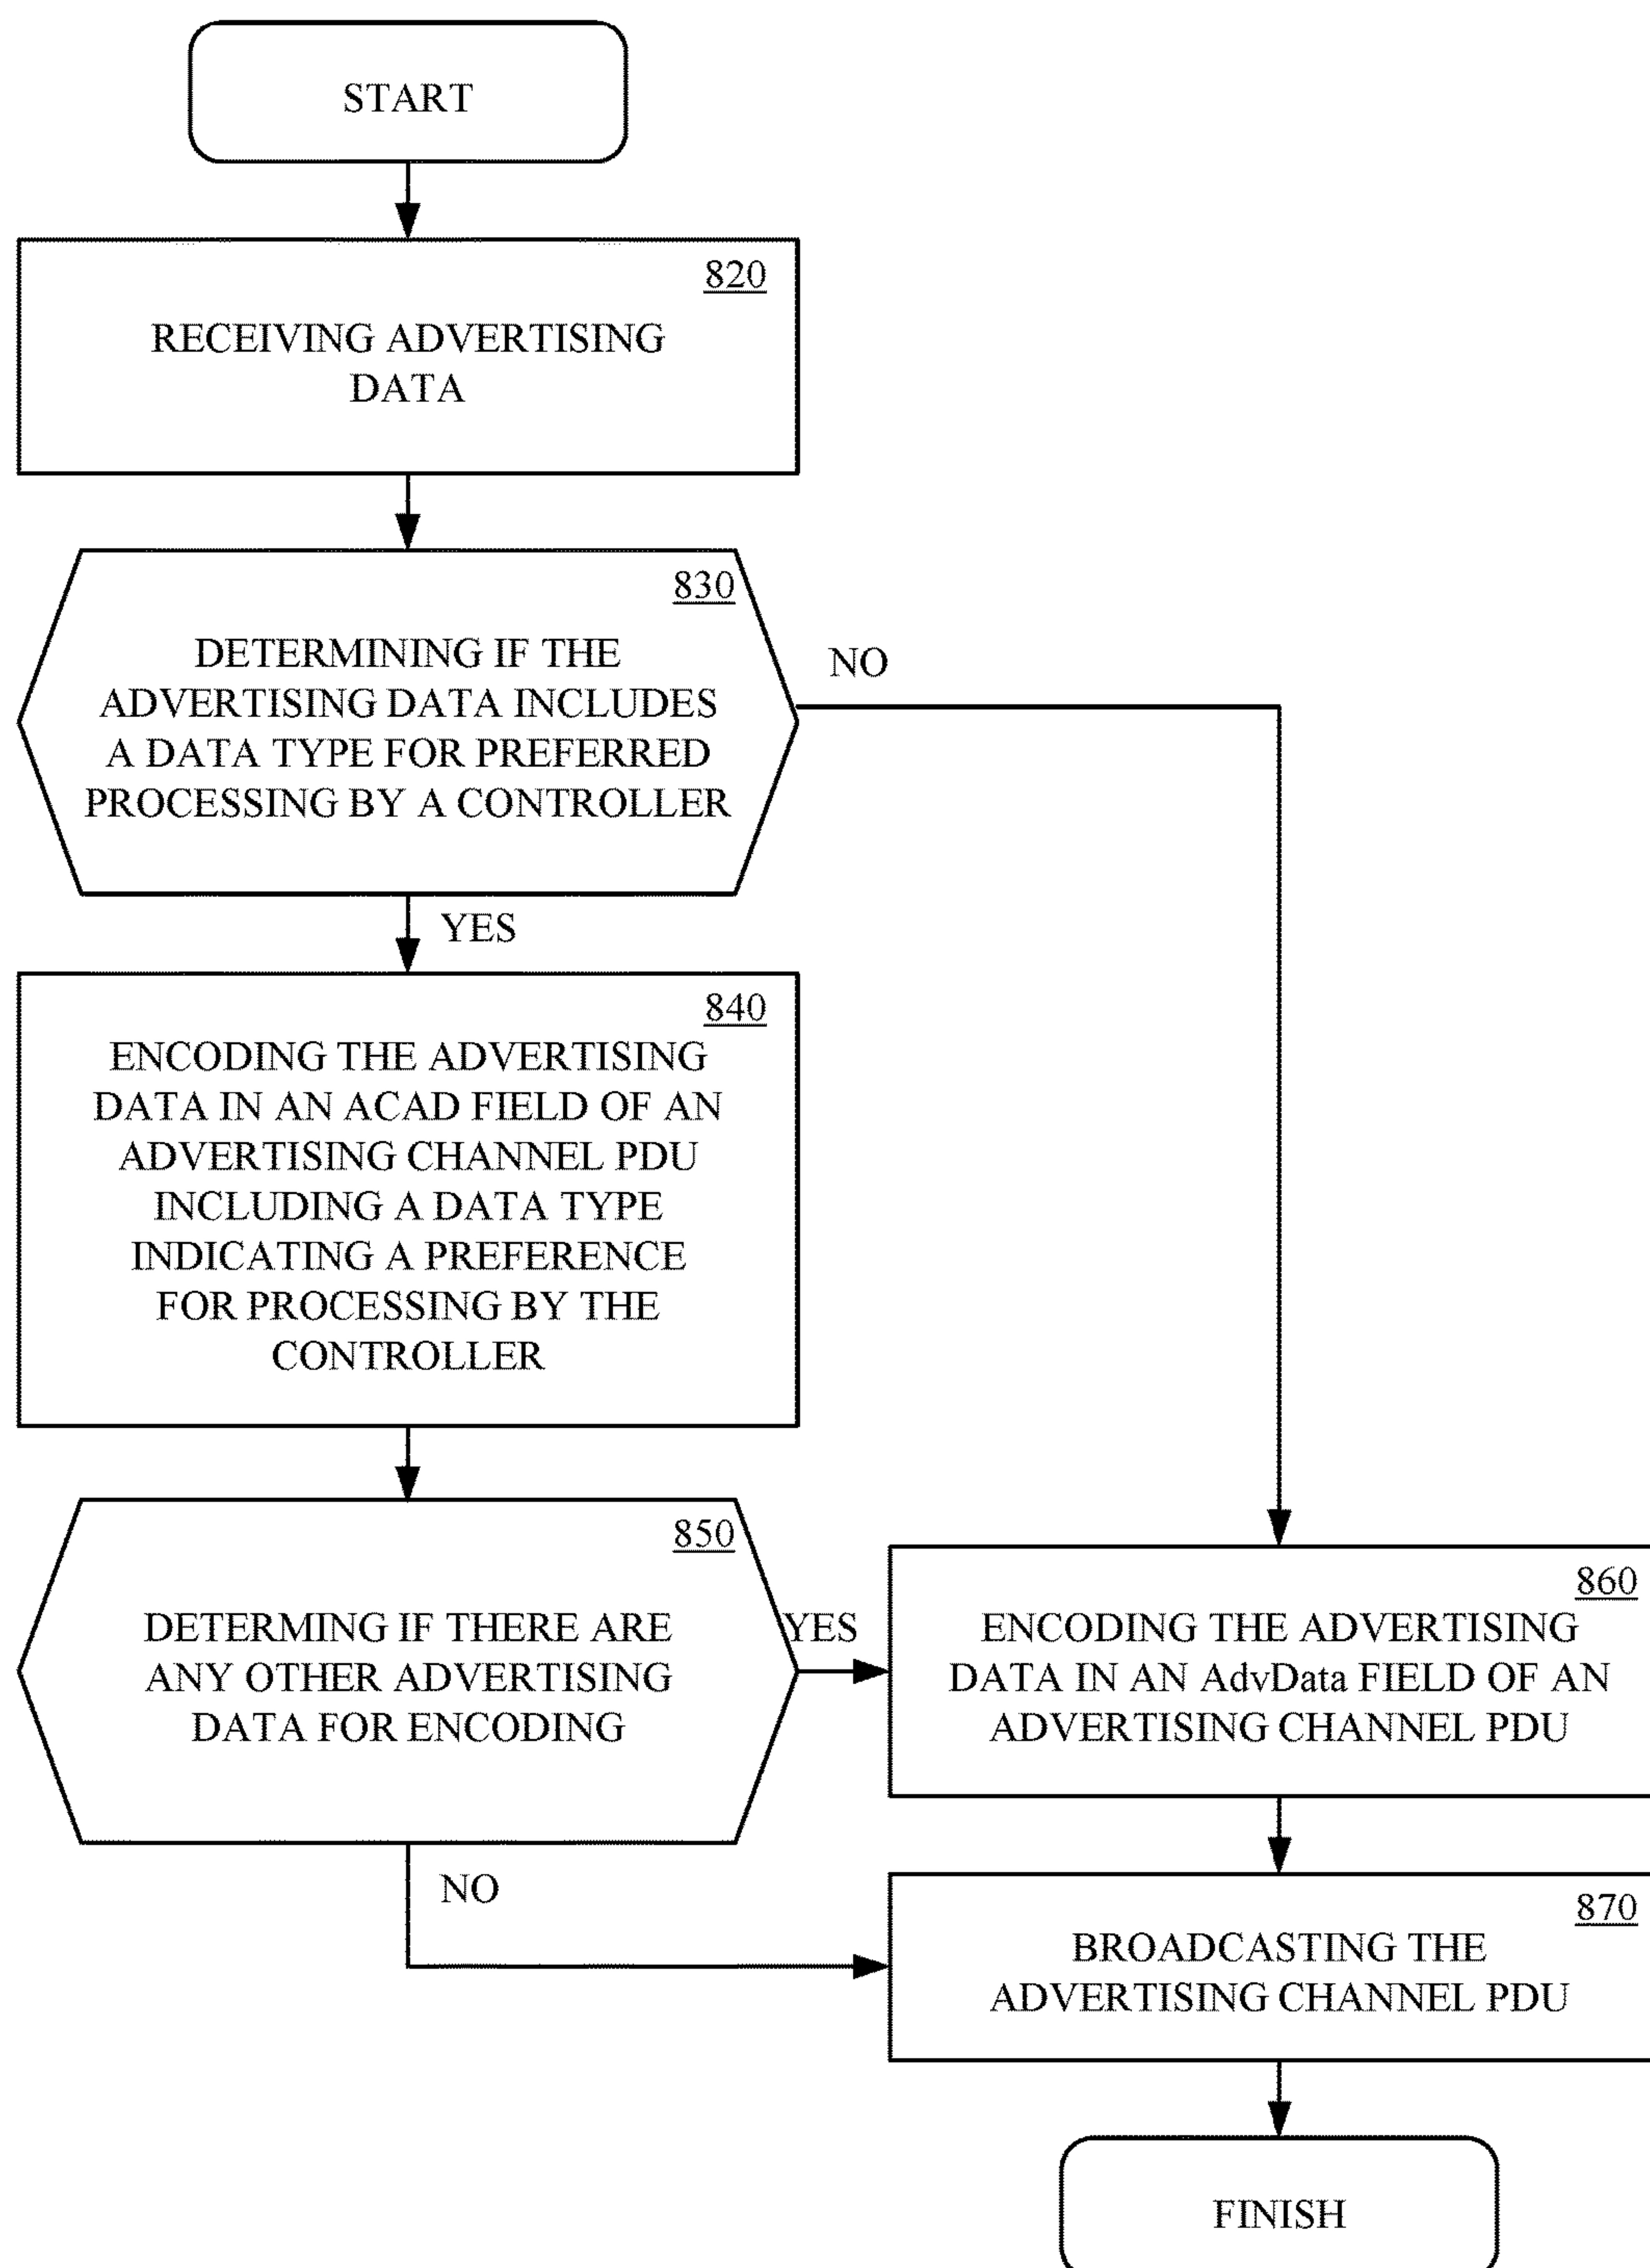 START
820
RECEIVING ADVERTISING
DATA
830
DETERMINING IF THE
ADVERTISING DATA INCLUDES
A DATA TYPE FOR PREFERRED
PROCESSING BY A CONTROLLER
NO
YES
840
ENCODING THE ADVERTISING
DATA IN AN ACAD FIELD OF AN
ADVERTISING CHANNEL PDU
INCLUDING A DATA TYPE
INDICATING A PREFERENCE
FOR PROCESSING BY THE
CONTROLLER
850
DETERMING IF THERE ARE
ANY OTHER ADVERTISING
DATA FOR ENCODING
YES
NO
860
ENCODING THE ADVERTISING
DATA IN AN AdvData FIELD OF AN
ADVERTISING CHANNEL PDU
870
BROADCASTING THE
ADVERTISING CHANNEL PDU
FINISH